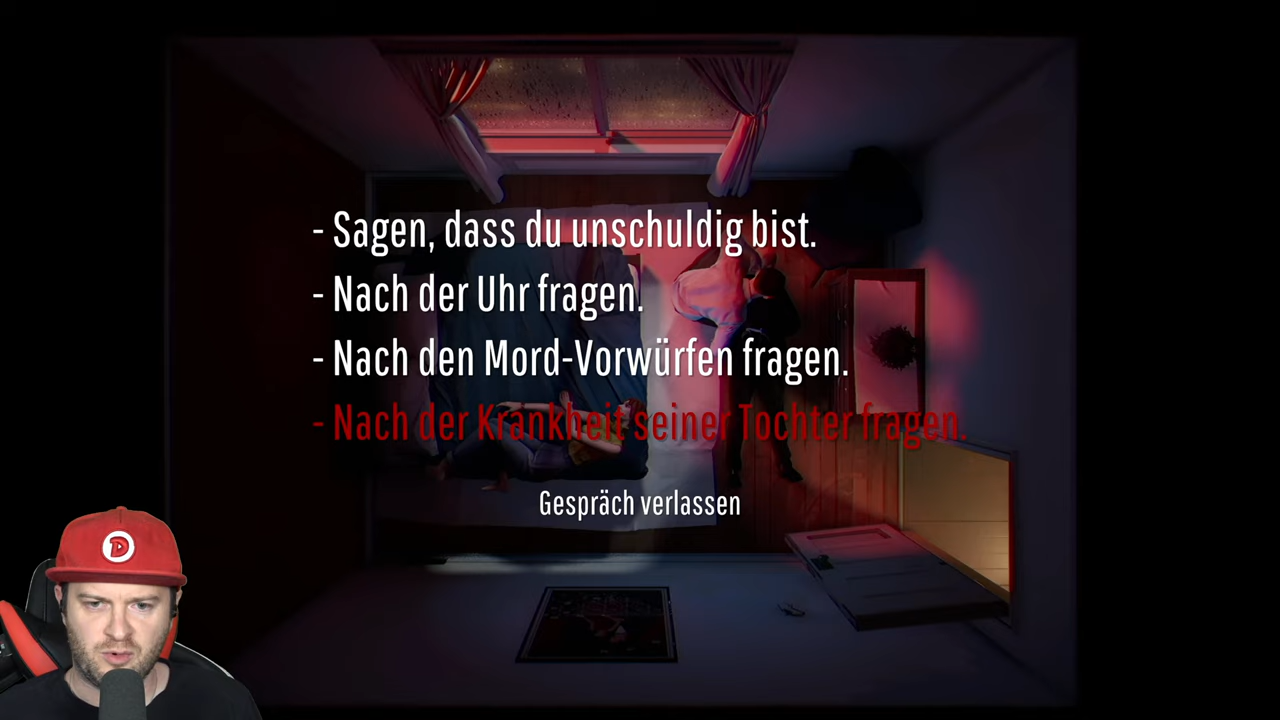 - Sagen, dass du unschuldig bist.
- Nach der Uhr fragen.
- Nach den Mord-Vorwürfen fragen.
- Nach der Krankheit seiner Tochter fragen.
Gespräch verlassen
D